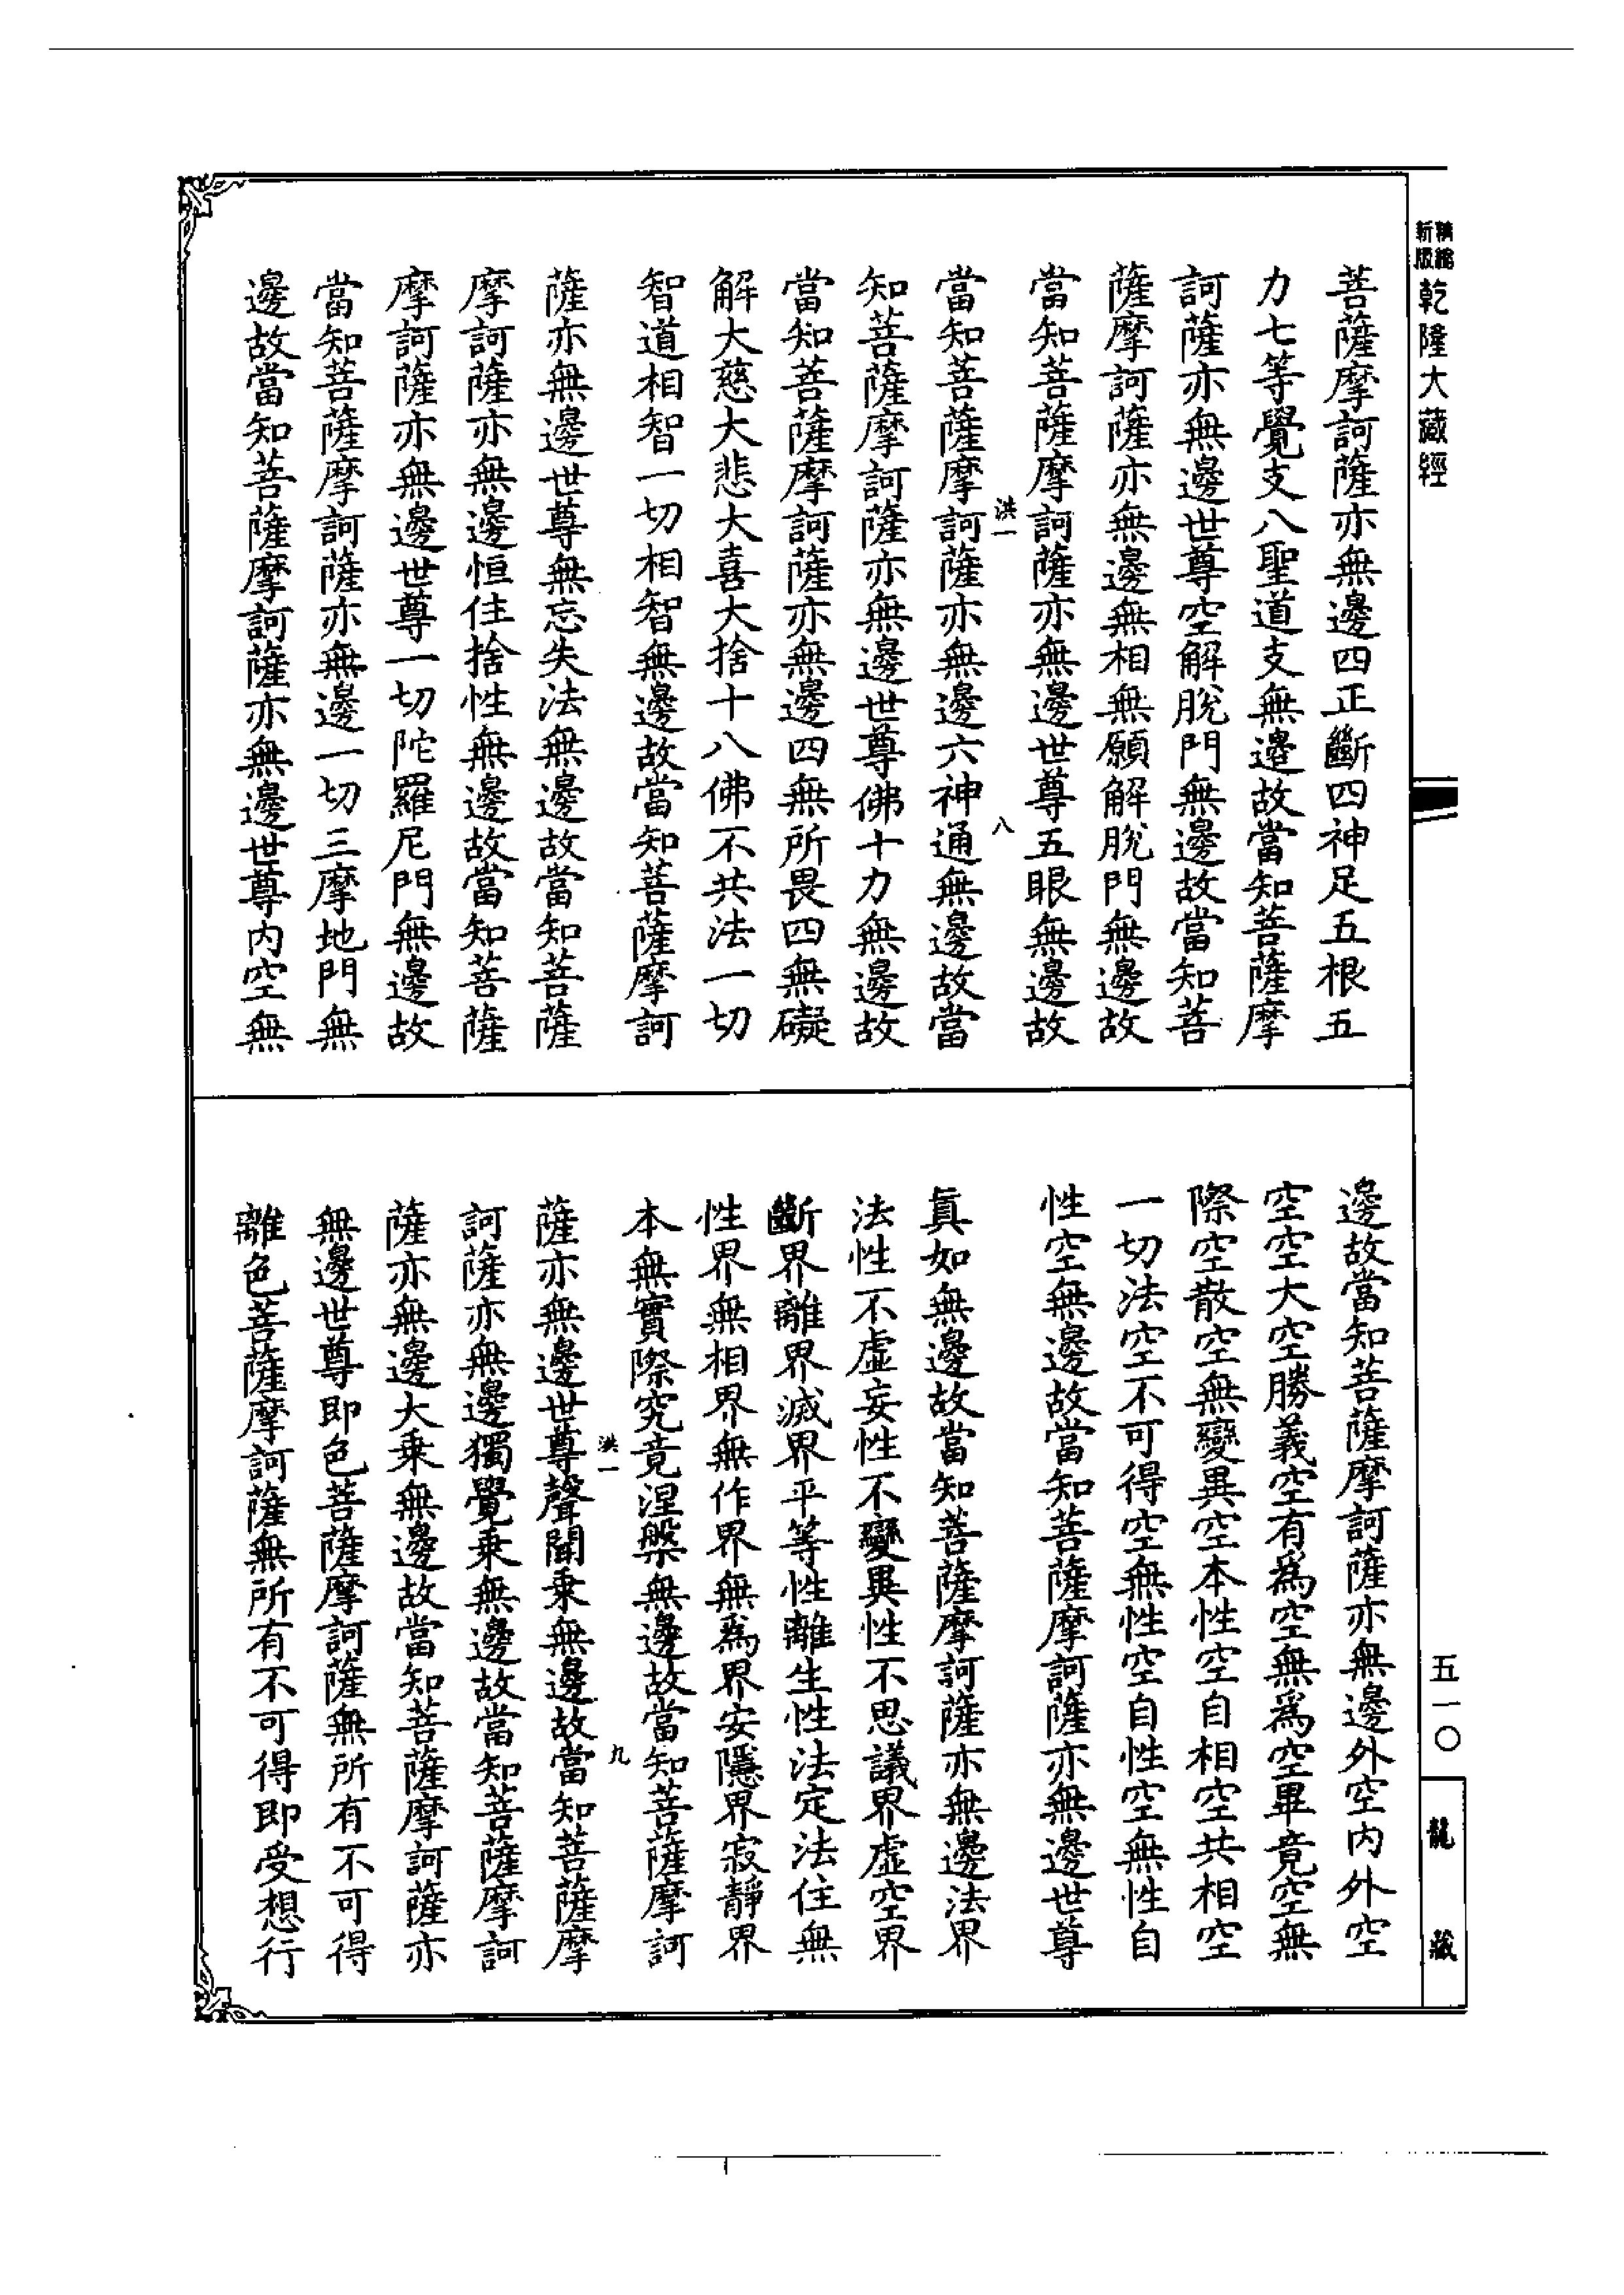 精縮新版乾隆大藏經
菩薩摩訶薩亦無邊四正斷四神足五根五
力七等覺支八聖道支無邊故當知菩薩摩
訶薩亦無邊世尊空解脫門無邊故當知菩
薩摩訶薩亦無邊無相無願解脫門無邊故
當知菩薩摩訶薩亦無邊世尊五眼無邊故
洪一 八
當知菩薩摩訶薩亦無邊六神通無邊故當
知菩薩摩訶薩亦無邊世尊佛十力無邊故
當知菩薩摩訶薩亦無邊四無所畏四無礙
解大慈大悲大喜大捨十八佛不共法一切
智道相智一切相智無邊故當知菩薩摩訶
薩亦無邊世尊無忘失法無邊故當知菩薩
摩訶薩亦無邊恒住捨性無邊故當知菩薩
摩訶薩亦無邊世尊一切陀羅尼門無邊故
當知菩薩摩訶薩亦無邊一切三摩地門無
邊故當知菩薩摩訶薩亦無邊世尊内空無
邊故當知菩薩摩訶薩亦無邊外空内外空
空空大空勝義空有爲空無爲空畢竟空無
際空散空無變異空本性空自相空共相空
一切法空不可得空無性空自性空無性自
性空無邊故當知菩薩摩訶薩亦無邊世尊
眞如無邊故當知菩薩摩訶薩亦無邊法界
法性不虛妄性不變異性不思議界虛空界
斷界離界滅界平等性離生性法定法住無
性界無相界無作界無爲界安隱界寂靜界
本無實際究竟涅槃無邊故當知菩薩摩訶
洪一 九
薩亦無邊世尊聲聞乘無邊故當知菩薩摩
訶薩亦無邊獨覺乘無邊故當知菩薩摩訶
薩亦無邊大乘無邊故當知菩薩摩訶薩亦
無邊世尊即色菩薩摩訶薩無所有不可得
離色菩薩摩訶薩無所有不可得即受想行
五一〇
龍藏